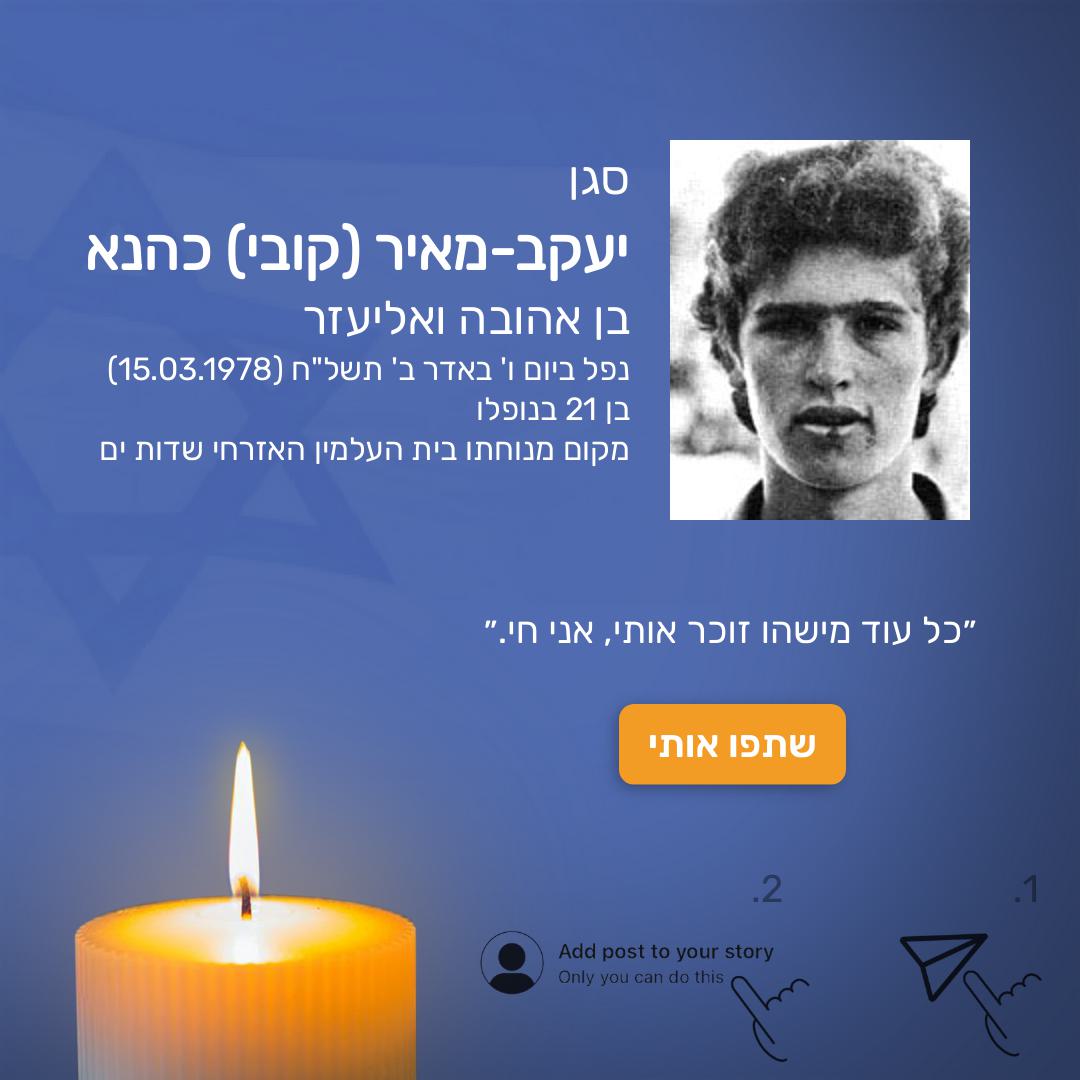 סגן
יעקב-מאיר (קובי) כהנא
בן אהובה ואליעזר
נפל ביום ו' באדר ב' תשל"ח (15.03.1978)
בן 21 בנופלו
מקום מנוחתו בית העלמין האזרחי שדות ים
״כל עוד מישהו זוכר אותי, אני חי.״
שתפו אותי
1.
2.
Add post to your story
Only you can do this